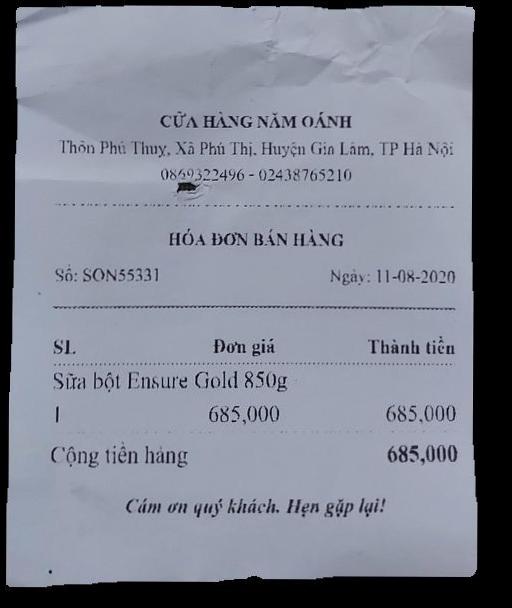 CỬA HÀNG NĂM OÁNH
Thôn Phú Thuỵ, Xã Phú Thị, Huyện Gia Lâm, TP Hà Nội
0869322496 - 02438765210
HÓA ĐƠN BÁN HÀNG
Số: SON55331 Ngày: 11-08-2020
SL Đơn giá Thành tiền
Sữa bột Ensure Gold 850g
1 685,000 685,000
Cộng tiền hàng 685,000
Cám ơn quý khách. Hẹn gặp lại!